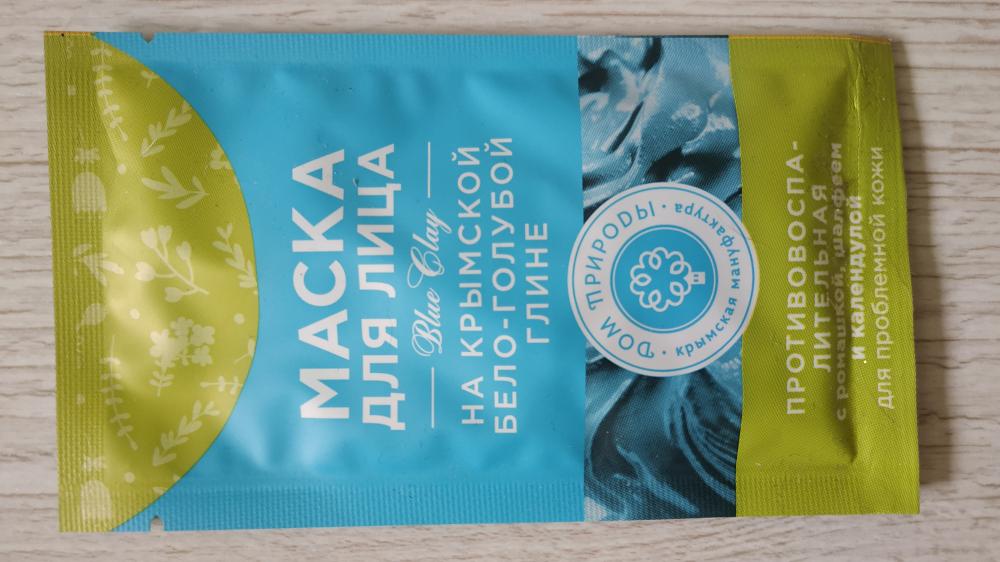 МАСКА
ДЛЯ ЛИЦА
Blue Clay
НА КРЫМСКОЙ
БЕЛО-ГОЛУБОЙ
ГЛИНЕ
ДОМ ПРИРОДЫ
крымская мануфактура
ПРОТИВОВОСПА-
ЛИТЕЛЬНАЯ
с ромашкой, шалфеем
и календулой
для проблемной кожи